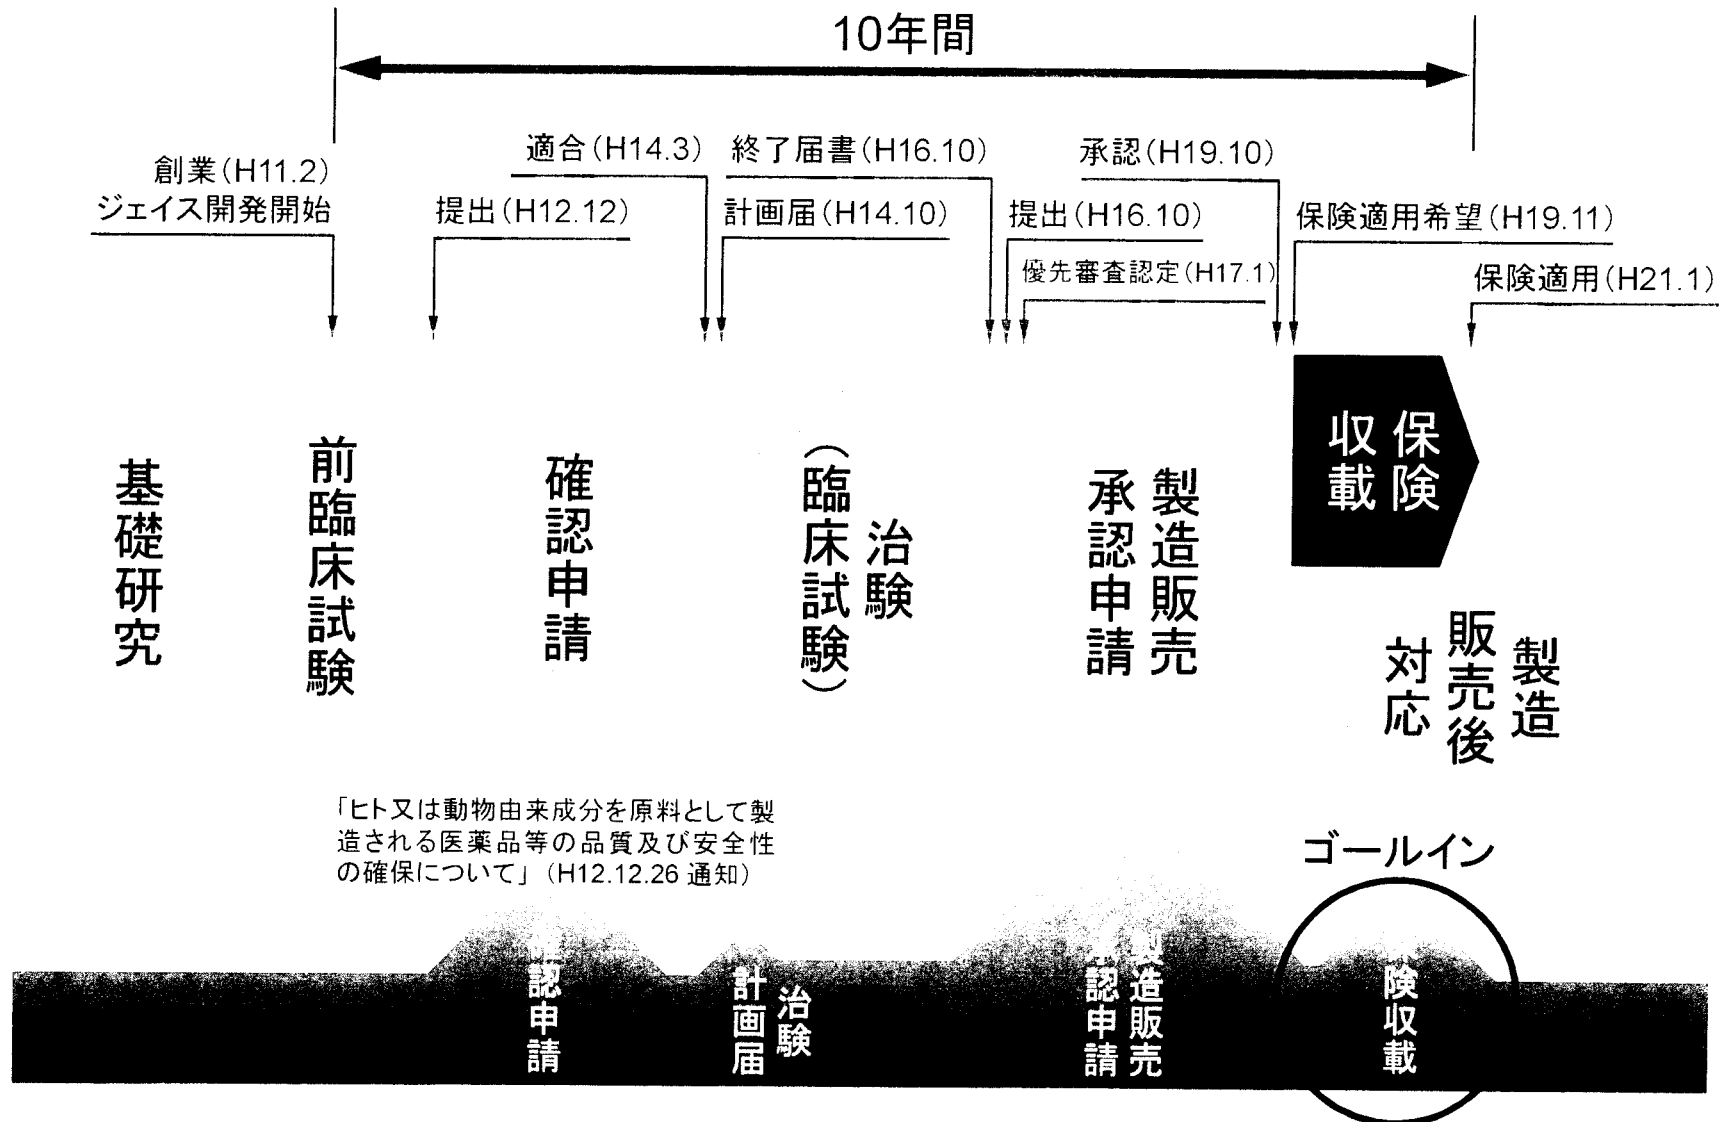 10年間
創業(H11.2)
ジェイス開発開始
提出(H12.12)
適合(H14.3)
計画届(H14.10)
終了届書(H16.10)
提出(H16.10)
優先審査認定(H17.1)
承認(H19.10)
保険適用希望(H19.11)
保険適用(H21.1)
基礎研究
前臨床試験
確認申請
治験
(臨床試験)
製造販売
承認申請
保険
収載
製造
販売後
対応
「ヒト又は動物由来成分を原料として製
造される医薬品等の品質及び安全性
の確保について」(H12.12.26 通知)
ゴールイン
認申請
治験
計画届
製造販売
承認申請
険収載